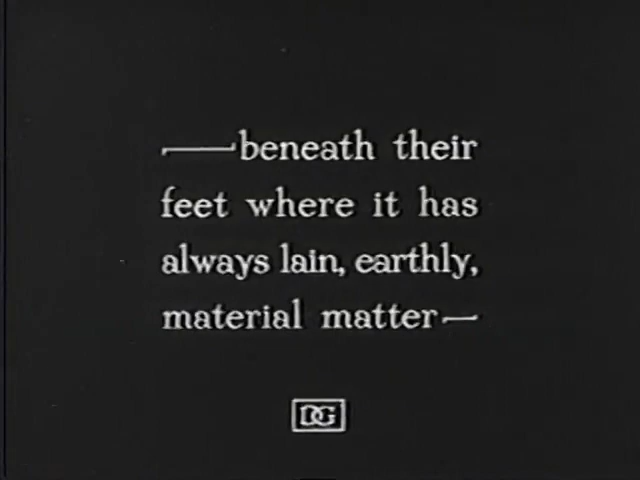 —beneath their
feet where it has
always lain, earthly,
material matter—
DG